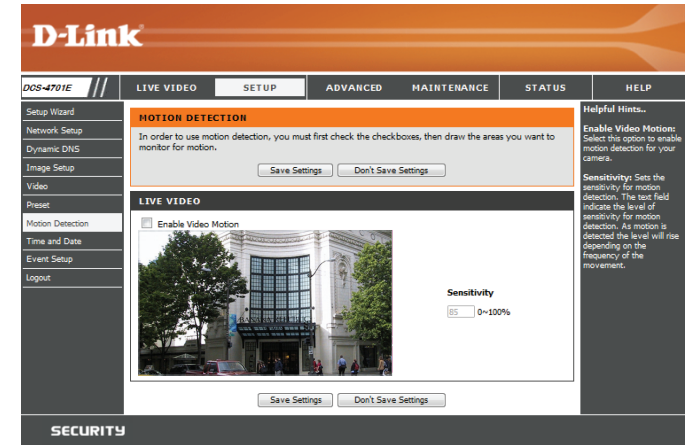 D-Link
DCS-4701E
LIVE VIDEO
SETUP
ADVANCED
MAINTENANCE
STATUS
HELP
Setup Wizard
Network Setup
Dynamic DNS
Image Setup
Video
Preset
Motion Detection
Time and Date
Event Setup
Logout
MOTION DETECTION
In order to use motion detection, you must first check the checkboxes, then draw the areas you want to
monitor for motion.
Save Settings
Don't Save Settings
LIVE VIDEO
Enable Video Motion
Sensitivity
85
0~100%
Save Settings
Don't Save Settings
Helpful Hints..
Enable Video Motion:
Select this option to enable
motion detection for your
camera.
Sensitivity: Sets the
sensitivity for motion
detection. The text field
indicate the level of
sensitivity for motion
detection. As motion is
detected the level will rise
depending on the
frequency of the
movement.
SECURITY